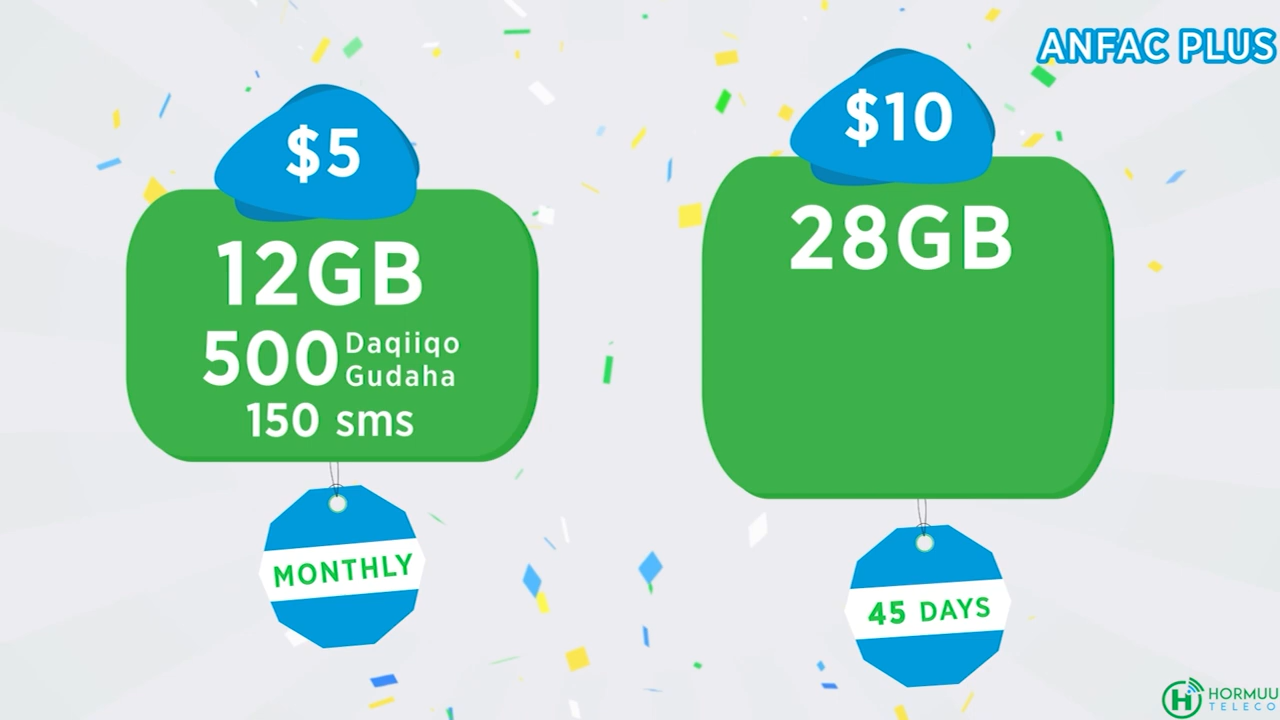 ANFAC PLUS
$5
12GB
500 Daqiiqo
Gudaha
150 sms
MONTHLY
$10
28GB
45 DAYS
HORMUU
TELECO